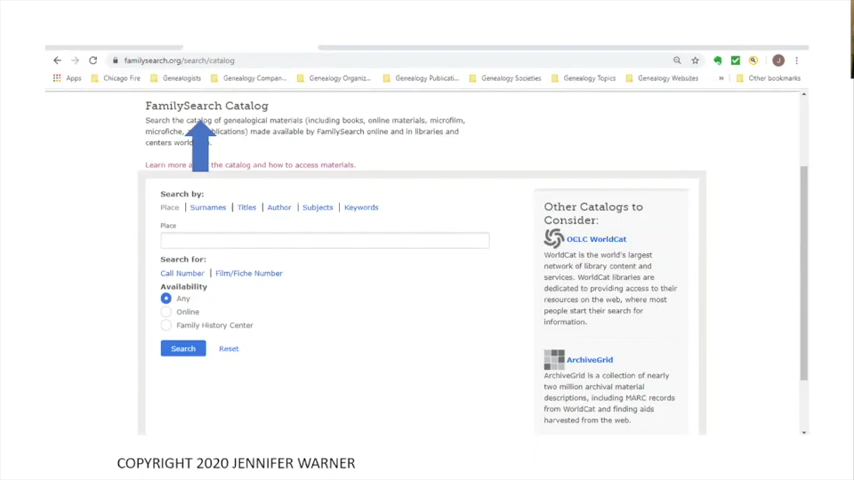 familysearch.org/search/catalog
Apps Chicago Fire Genealogists Genealogy Compan... Genealogy Organiz... Genealogy Publicati... Genealogy Societies Genealogy Topics Genealogy Websites » Other bookmarks
FamilySearch Catalog
Search the catalog of genealogical materials (including books, online materials, microfilm,
microfiche, and publications) made available by FamilySearch online and in libraries and
centers
Learn more the catalog and how to access materials.
Search by:
Place | Surnames | Titles | Author | Subjects | Keywords
Place
Search for:
Call Number | Film/Fiche Number
Availability
Any
Online
Family History Center
Search Reset
Other Catalogs to
Consider:
OCLC WorldCat
WorldCat is the world's largest
network of library content and
services. WorldCat libraries are
dedicated to providing access to their
resources on the web, where most
people start their search for
information.
ArchiveGrid
ArchiveGrid is a collection of nearly
two million archival material
descriptions, including MARC records
from WorldCat and finding aids
harvested from the web.
COPYRIGHT 2020 JENNIFER WARNER